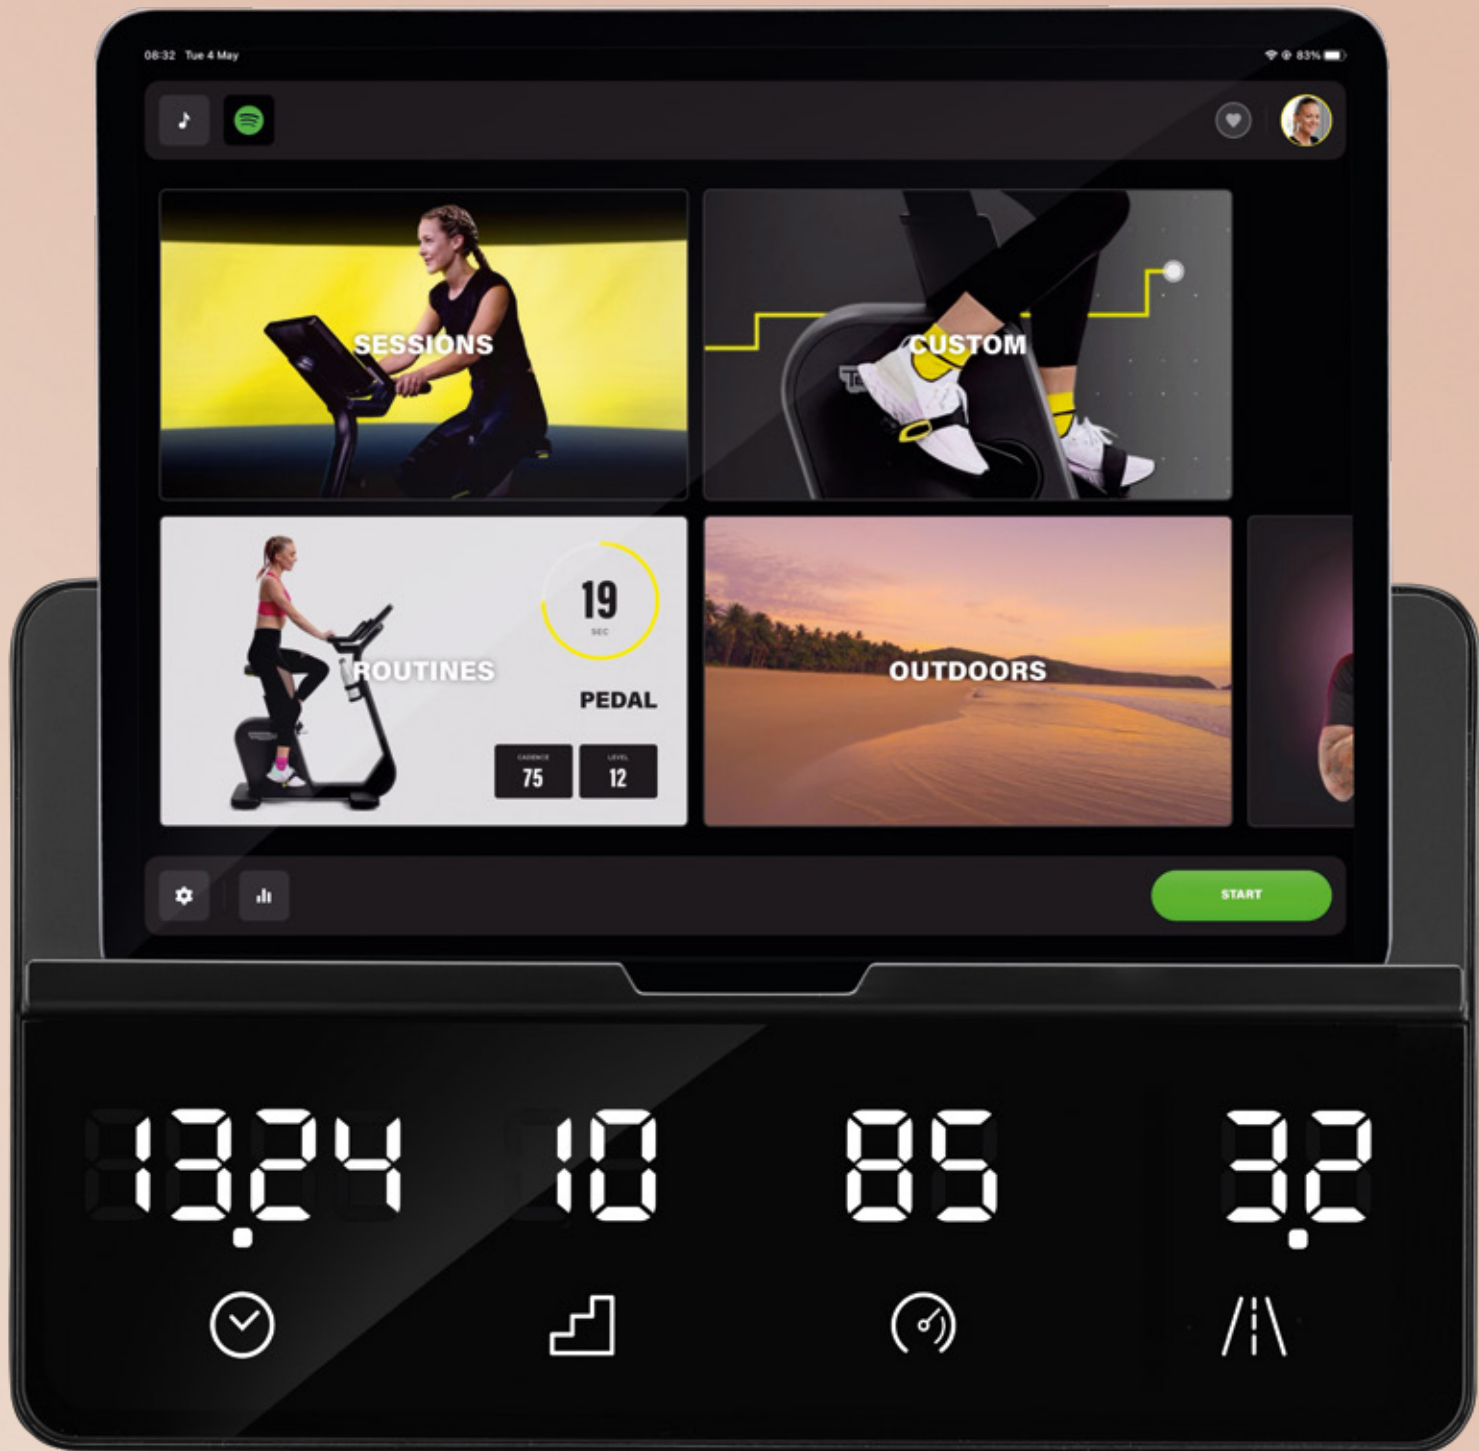 08:32 Tue 4 May
83%
SESSIONS
CUSTOM
19
SEC
ROUTINES
PEDAL
CADENCE
75
LEVEL
12
OUTDOORS
START
13.24
10
85
3.2